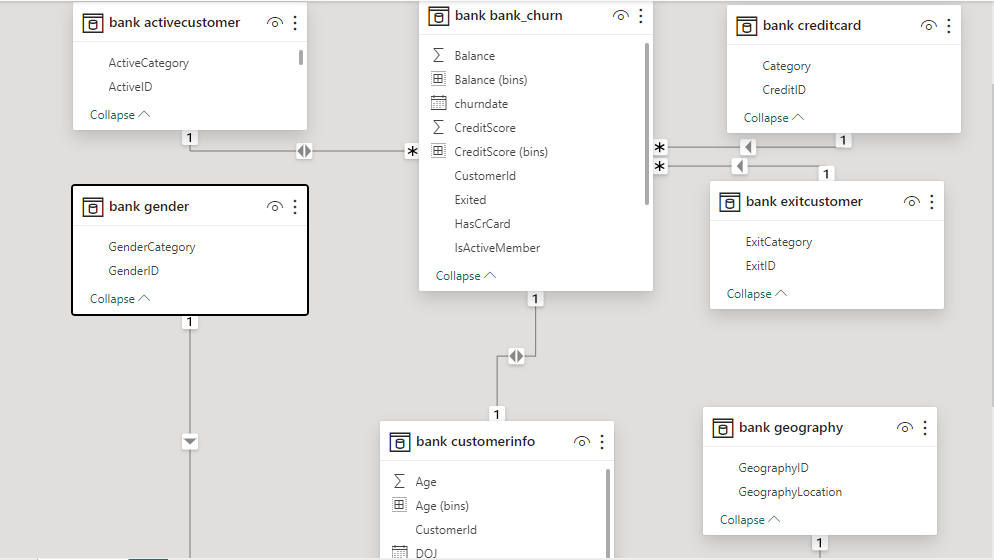 bank activecustomer
ActiveCategory
ActiveID
Collapse
1
bank bank_churn
Σ Balance
Balance (bins)
churndate
Σ CreditScore
CreditScore (bins)
CustomerId
Exited
HasCrCard
IsActiveMember
Collapse
*
*
*
1
bank creditcard
Category
CreditID
Collapse
1
1
bank gender
GenderCategory
GenderID
Collapse
1
bank exitcustomer
ExitCategory
ExitID
Collapse
1
bank customerinfo
Σ Age
Age (bins)
CustomerId
DOJ
bank geography
GeographyID
GeographyLocation
Collapse
1